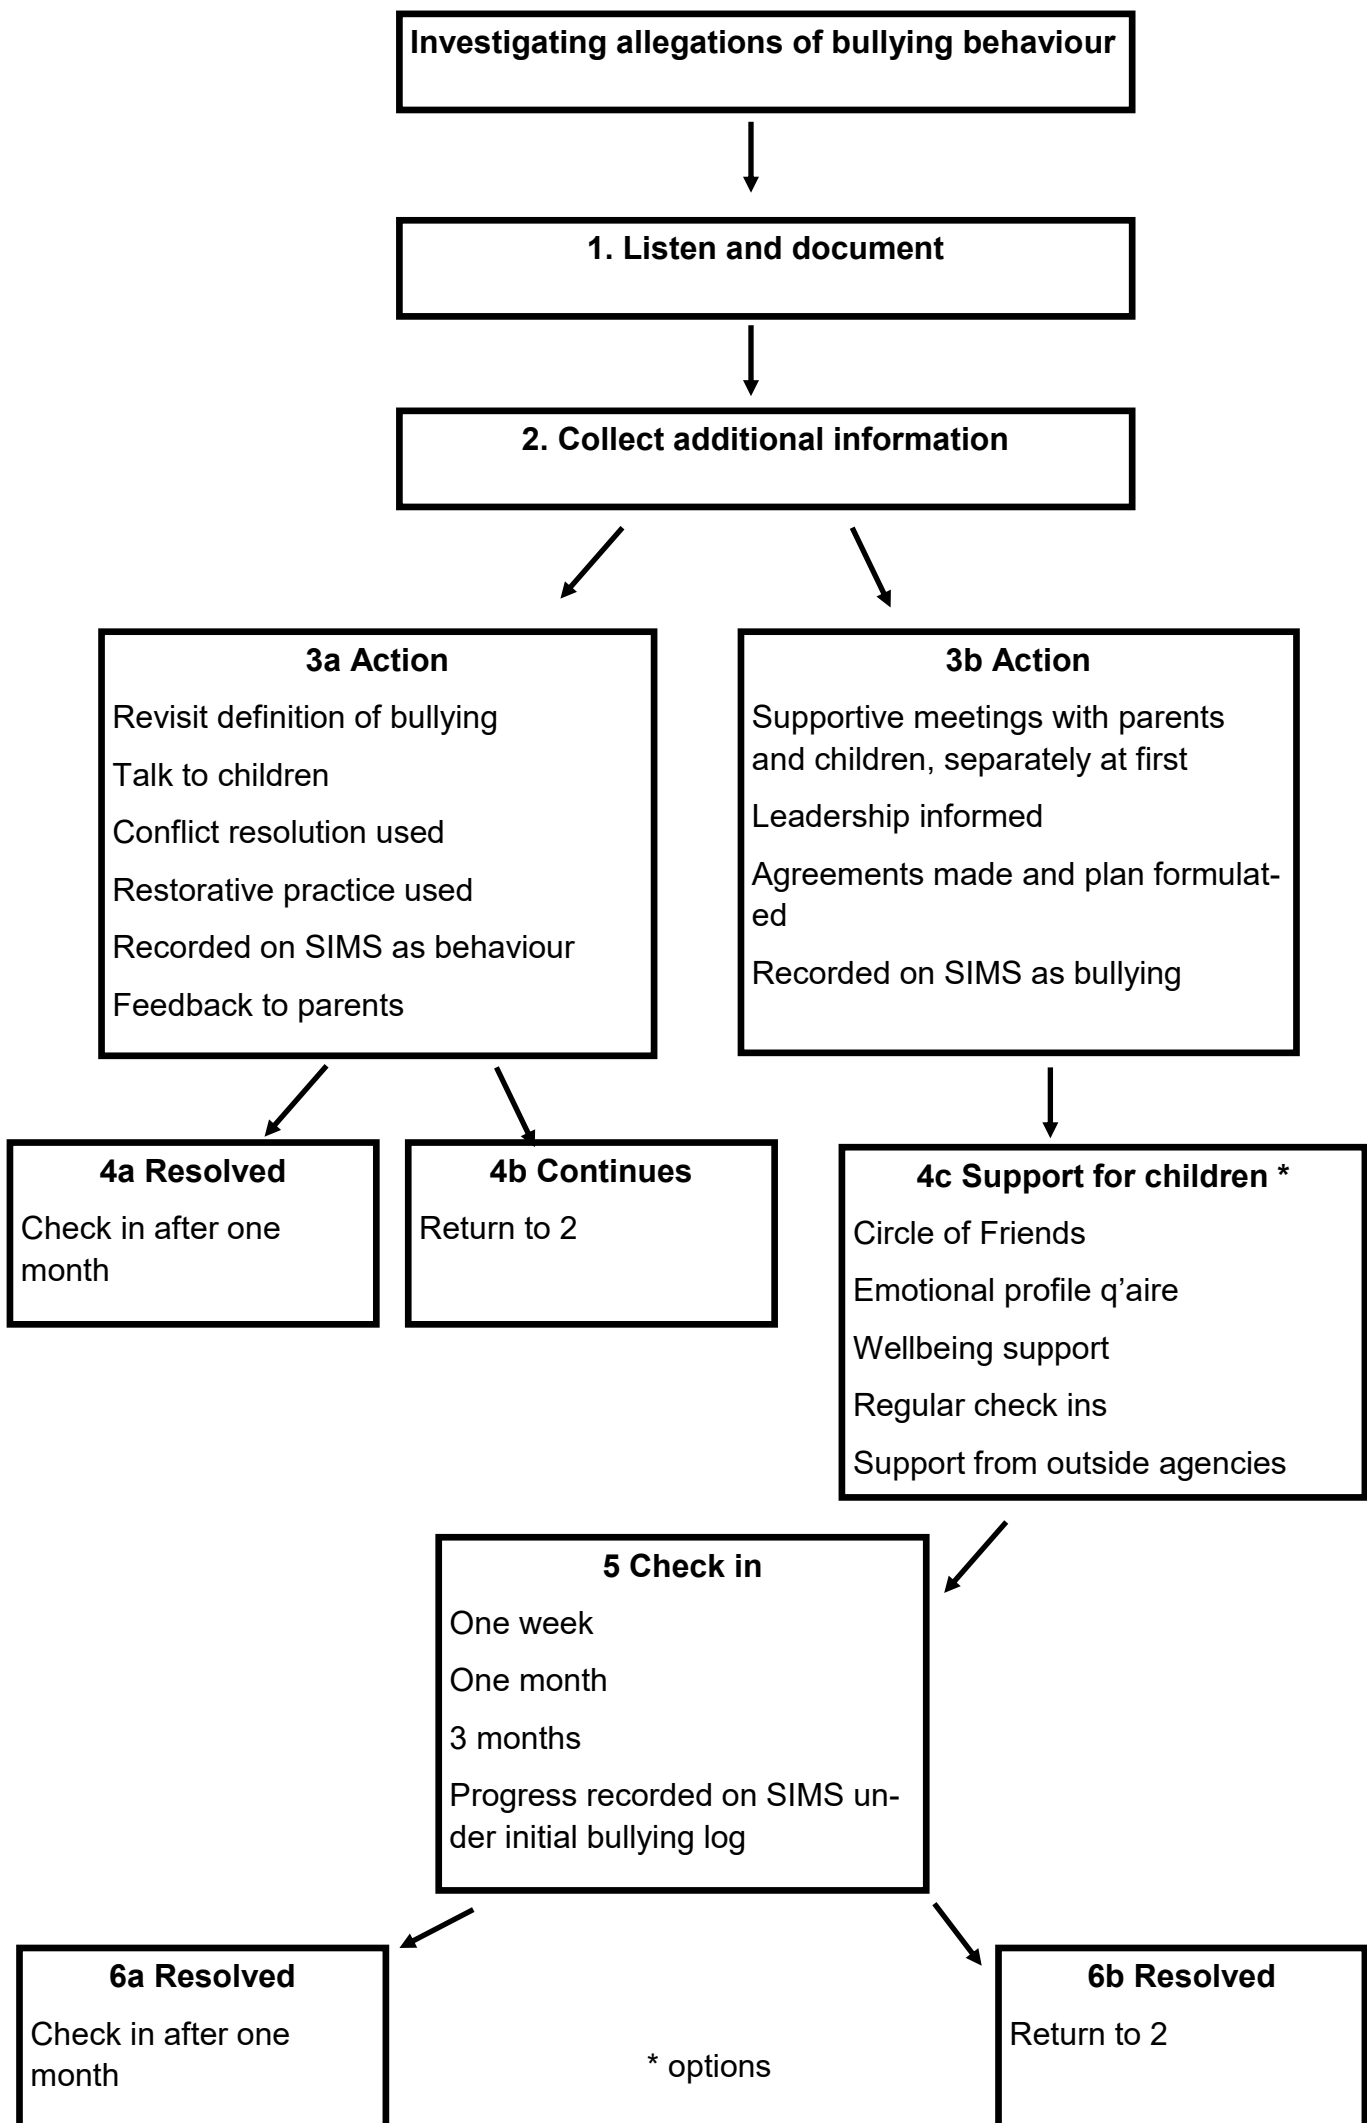 Investigating allegations of bullying behaviour
1. Listen and document
2. Collect additional information
3a Action
Revisit definition of bullying
Talk to children
Conflict resolution used
Restorative practice used
Recorded on SIMS as behaviour
Feedback to parents
3b Action
Supportive meetings with parents
and children, separately at first
Leadership informed
Agreements made and plan formulat-
ed
Recorded on SIMS as bullying
4a Resolved
Check in after one
month
4b Continues
Return to 2
4c Support for children *
Circle of Friends
Emotional profile q’aire
Wellbeing support
Regular check ins
Support from outside agencies
5 Check in
One week
One month
3 months
Progress recorded on SIMS un-
der initial bullying log
6a Resolved
Check in after one
month
* options
6b Resolved
Return to 2